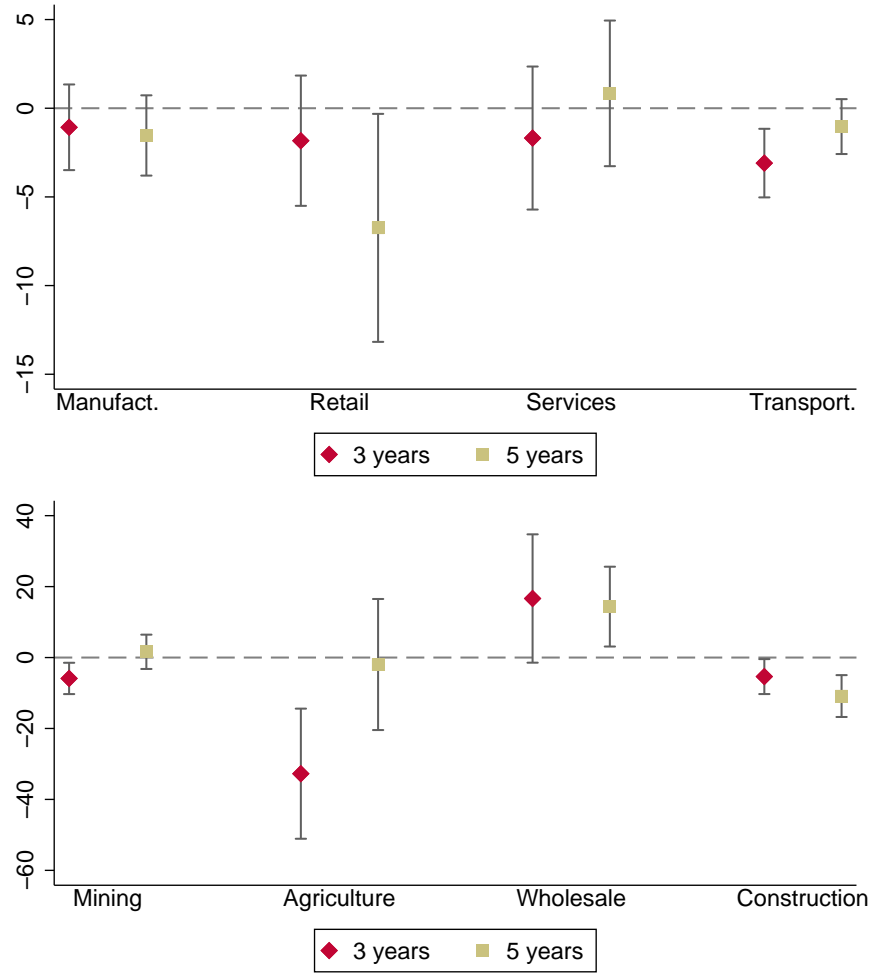 5
0
−5
−10
−15
Manufact. Retail Services Transport.
3 years 5 years
40
20
0
−20
−40
−60
Mining Agriculture Wholesale Construction
3 years 5 years